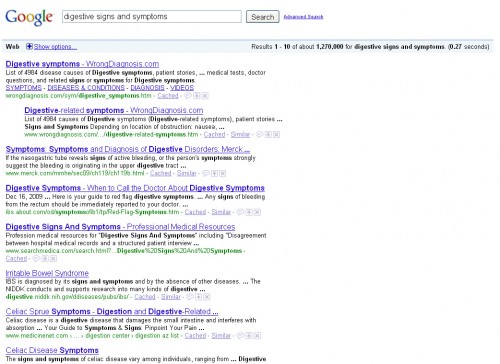 Google
digestive signs and symptoms
Search
Advanced Search
Web Show options...
Results 1 - 10 of about 1,270,000 for digestive signs and symptoms. (0.27 seconds)
Digestive symptoms - WrongDiagnosis.com
List of 4984 disease causes of Digestive symptoms, patient stories, ... medical tests, doctor
questions, and related signs or symptoms for Digestive symptoms.
SYMPTOMS - DISEASES & CONDITIONS - DIAGNOSIS - VIDEOS
wrongdiagnosis.com/sym/digestive_symptoms.htm - Cached -
Digestive-related symptoms - WrongDiagnosis.com
List of 4984 causes of Digestive symptoms (Digestive-related symptoms), patient stories ...
Signs and Symptoms Depending on location of obstruction: nausea, ...
www.wrongdiagnosis.com/.../digestive-related-symptoms.htm - Cached - Similar -
Symptoms: Symptoms and Diagnosis of Digestive Disorders: Merck ...
If the nasogastric tube reveals signs of active bleeding, or the person's symptoms strongly
suggest the bleeding is originating in the upper digestive tract ...
www.merck.com/mmhe/sec09/ch119/ch119b.html - Cached - Similar -
Digestive Symptoms - When to Call the Doctor About Digestive Symptoms
Dec 16, 2009 ... Here is your guide to red flag digestive symptoms. ... Any signs of bleeding
from the rectum should be immediately reported to your doctor. ...
ibs.about.com/od/symptoms/tp/Red-Flag-Symptoms.htm - Cached - Similar -
Digestive Signs And Symptoms - Professional Medical Resources
Profession medical resources for "Digestive Signs And Symptoms" including "Disagreement
between hospital medical records and a structured patient interview ...
www.searchmedica.com/search.html?...Digestive%20Signs%20And%20Symptoms -
Cached -
Irritable Bowel Syndrome
IBS is diagnosed by its signs and symptoms and by the absence of other diseases. ... The
NIDDK conducts and supports research into many kinds of digestive ...
digestive.niddk.nih.gov/ddiseases/pubs/ibs/ - Cached - Similar -
Celiac Sprue Symptoms - Digestion and Digestive-Related ...
Celiac disease is a digestive disease that damages the small intestine and interferes with
absorption ... Your Guide to Symptoms & Signs: Pinpoint Your Pain ...
www.medicinenet.com › ... › digestion center › digestion az list - Cached - Similar -
Celiac Disease Symptoms
The signs and symptoms of celiac disease vary among individuals, ranging from ... Digestive